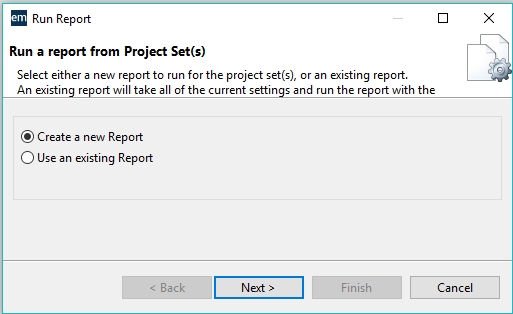 em Run Report
Run a report from Project Set(s)
Select either a new report to run for the project set(s), or an existing report.
An existing report will take all of the current settings and run the report with the
Create a new Report
Use an existing Report
< Back Next > Finish Cancel